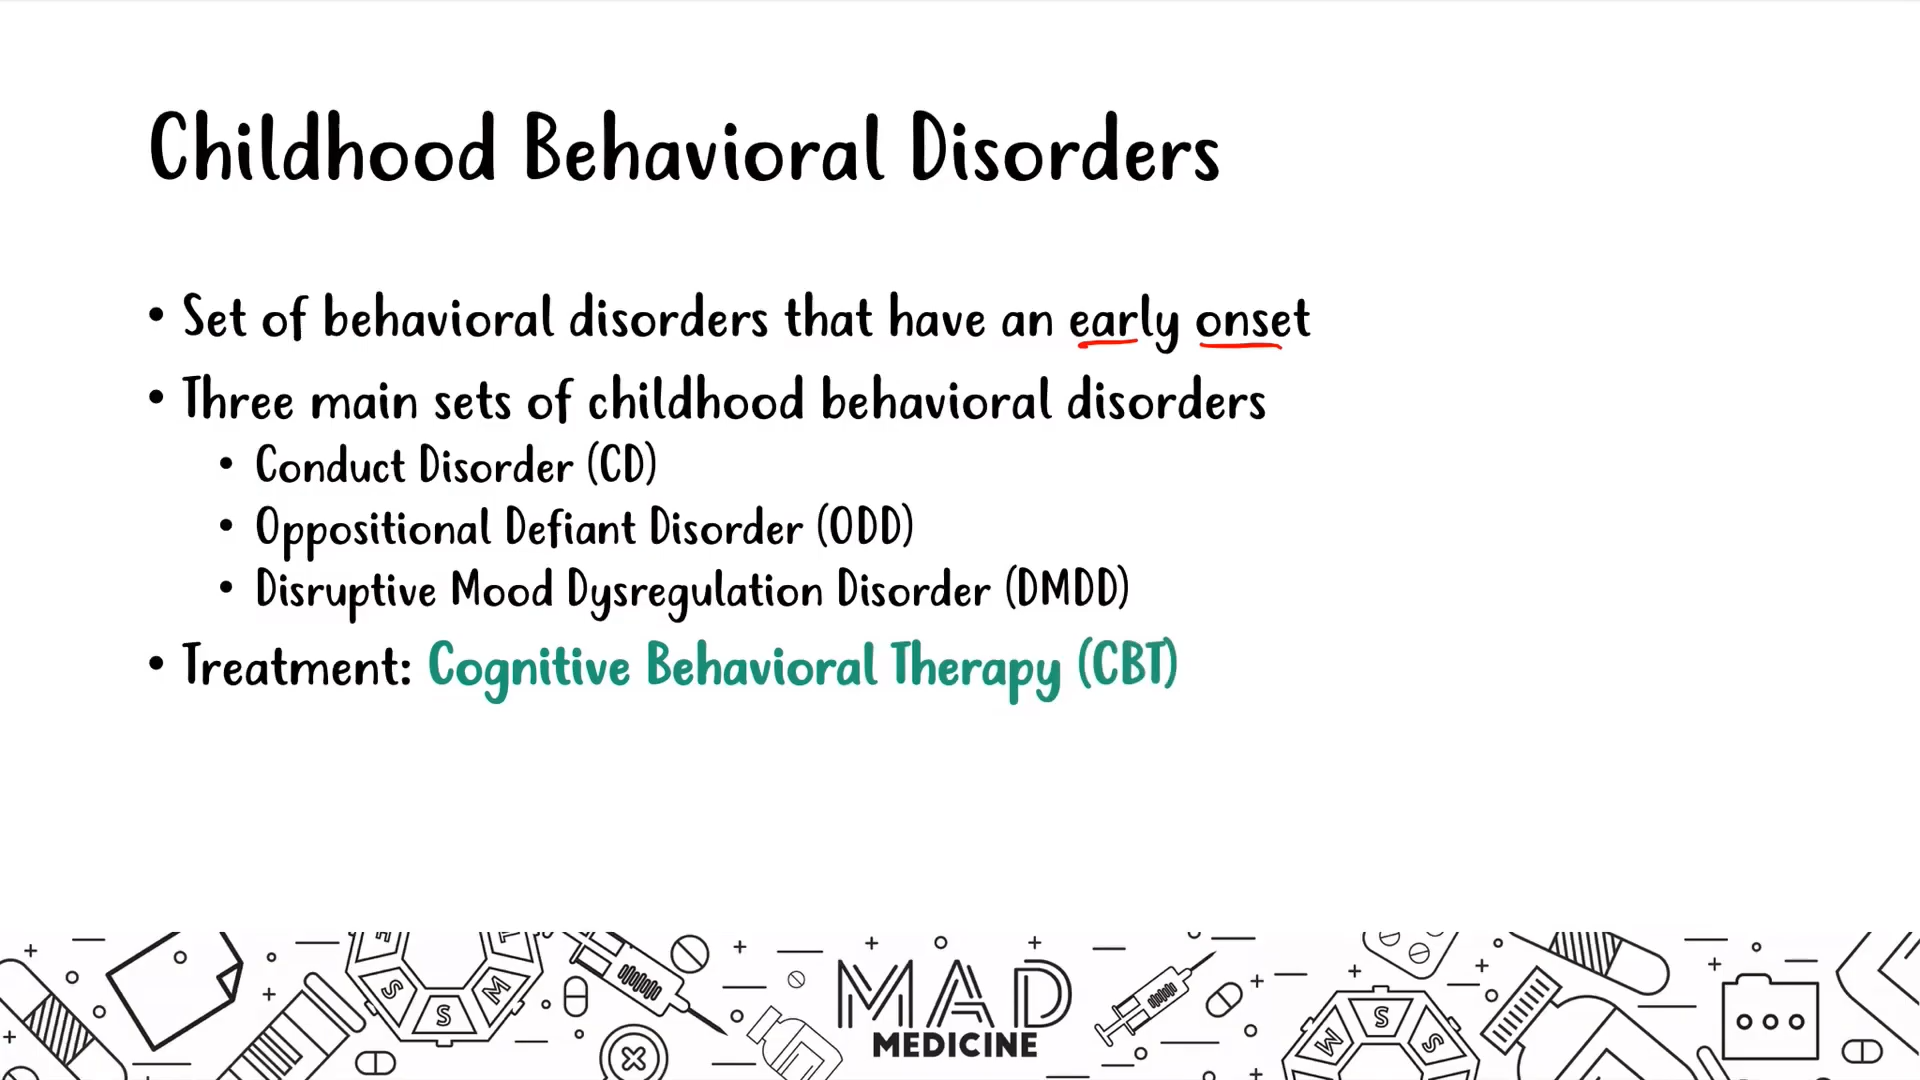 Childhood Behavioral Disorders
• Set of behavioral disorders that have an early onset
• Three main sets of childhood behavioral disorders
• Conduct Disorder (CD)
• Oppositional Defiant Disorder (ODD)
• Disruptive Mood Dysregulation Disorder (DMDD)
• Treatment: Cognitive Behavioral Therapy (CBT)
S S M
MAD
MEDICINE
M S S